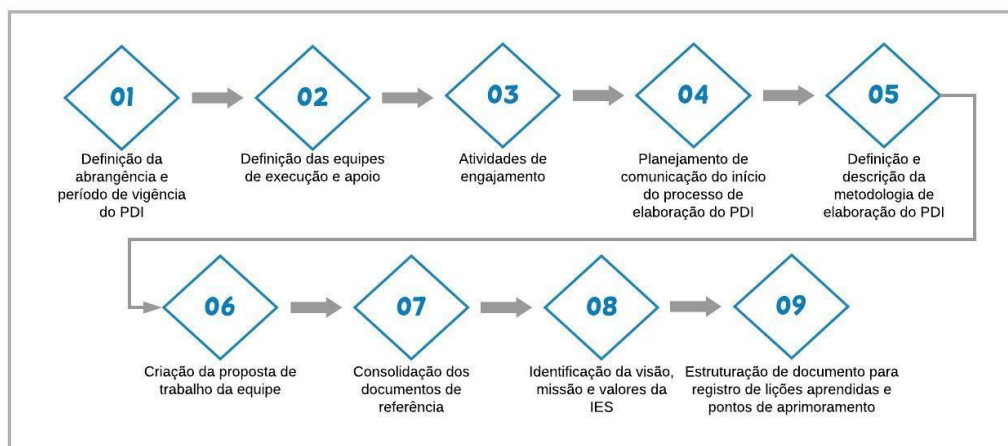 01
Definição da
abrangência e
período de vigência
do PDI
02
Definição das equipes
de execução e apoio
03
Atividades de
engajamento
04
Planejamento de
comunicação do início
do processo de
elaboração do PDI
05
Definição e
descrição da
metodologia de
elaboração do PDI
06
Criação da proposta de
trabalho da equipe
07
Consolidação dos
documentos de
referência
08
Identificação da visão,
missão e valores da
IES
09
Estruturação de documento para
registro de lições aprendidas e
pontos de aprimoramento